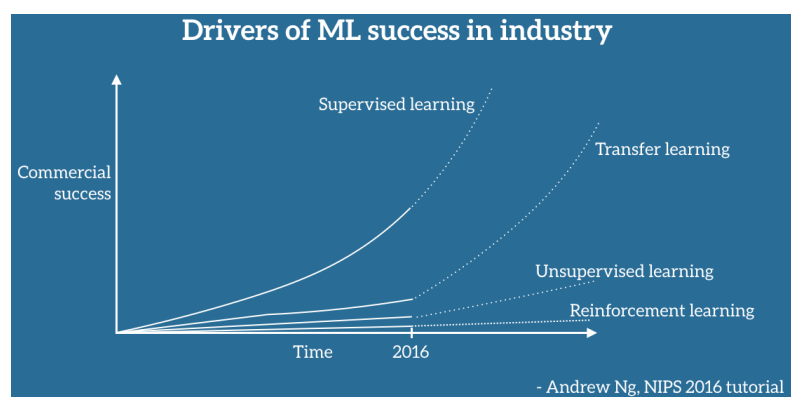 Drivers of ML success in industry
Supervised learning
Transfer learning
Commercial
success
Unsupervised learning
Reinforcement learning
Time
2016
- Andrew Ng, NIPS 2016 tutorial